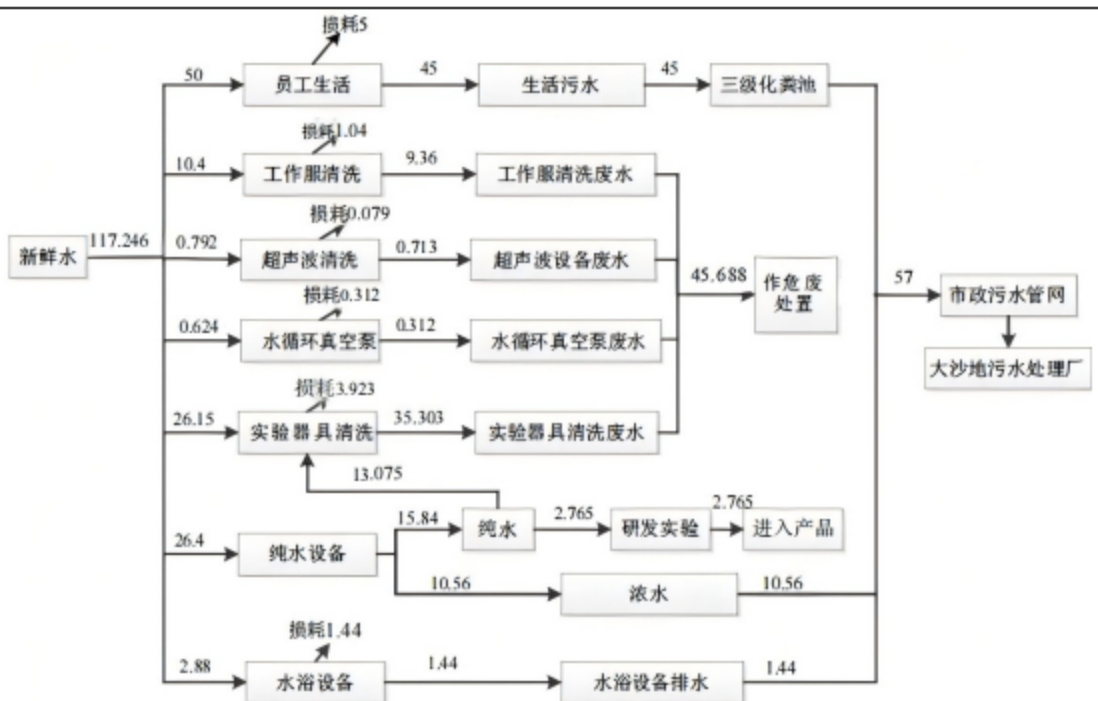 损耗5
50
员工生活
45
生活污水
45
三级化粪池
损耗1.04
10.4
工作服清洗
9.36
工作服清洗废水
损耗0.079
新鲜水
117.246
0.792
超声波清洗
0.713
超声波设备废水
45.688
作危废
处置
57
市政污水管网
损耗0.312
0.624
水循环真空泵
0.312
水循环真空泵废水
大沙地污水处理厂
损耗3.923
26.15
实验器具清洗
35.303
实验器具清洗废水
13.075
26.4
纯水设备
15.84
纯水
2.765
研发实验
2.765
进入产品
10.56
浓水
10.56
损耗1.44
2.88
水浴设备
1.44
水浴设备排水
1.44